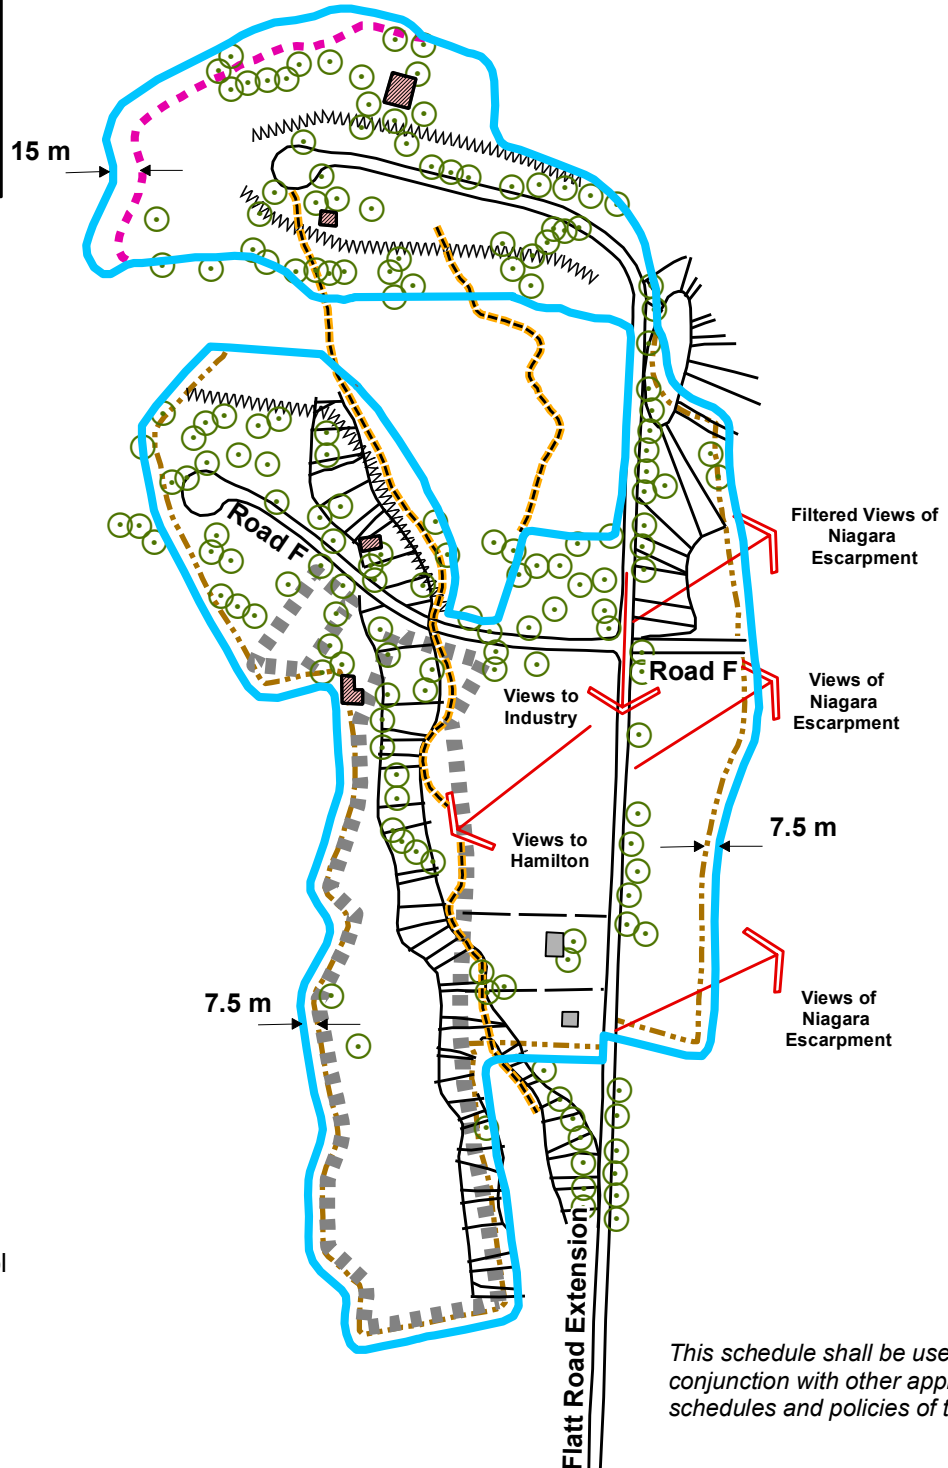 15 m
Filtered Views of
Niagara
Escarpment
Road F
Road F
Views to
Industry
Views of
Niagara
Escarpment
7.5 m
Views to
Hamilton
7.5 m
Views of
Niagara
Escarpment
Flatt Road Extension
This schedule shall be use
conjunction with other app
schedules and policies of t